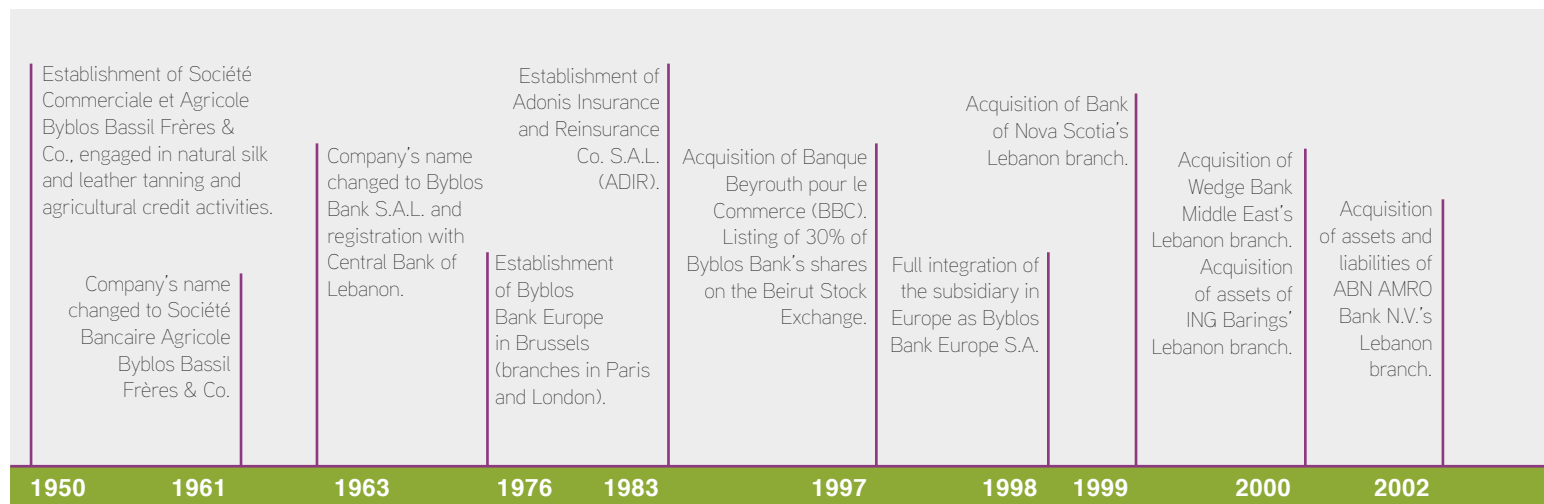 Establishment of Société
Commerciale et Agricole
Byblos Bassil Frères &
Co., engaged in natural silk
and leather tanning and
agricultural credit activities.
Company's name
changed to Société
Bancaire Agricole
Byblos Bassil
Frères & Co.
Company's name
changed to Byblos
Bank S.A.L. and
registration with
Central Bank of
Lebanon.
Establishment
of Byblos
Bank Europe
in Brussels
(branches in Paris
and London).
Establishment of
Adonis Insurance
and Reinsurance
Co. S.A.L.
(ADIR).
Acquisition of Banque
Beyrouth pour le
Commerce (BBC).
Listing of 30% of
Byblos Bank's shares
on the Beirut Stock
Exchange.
Full integration of
the subsidiary in
Europe as Byblos
Bank Europe S.A.
Acquisition of Bank
of Nova Scotia's
Lebanon branch.
Acquisition of
Wedge Bank
Middle East's
Lebanon branch.
Acquisition
of assets of
ING Barings'
Lebanon branch.
Acquisition
of assets and
liabilities of
ABN AMRO
Bank N.V.'s
Lebanon
branch.
1950 1961 1963 1976 1983 1997 1998 1999 2000 2002